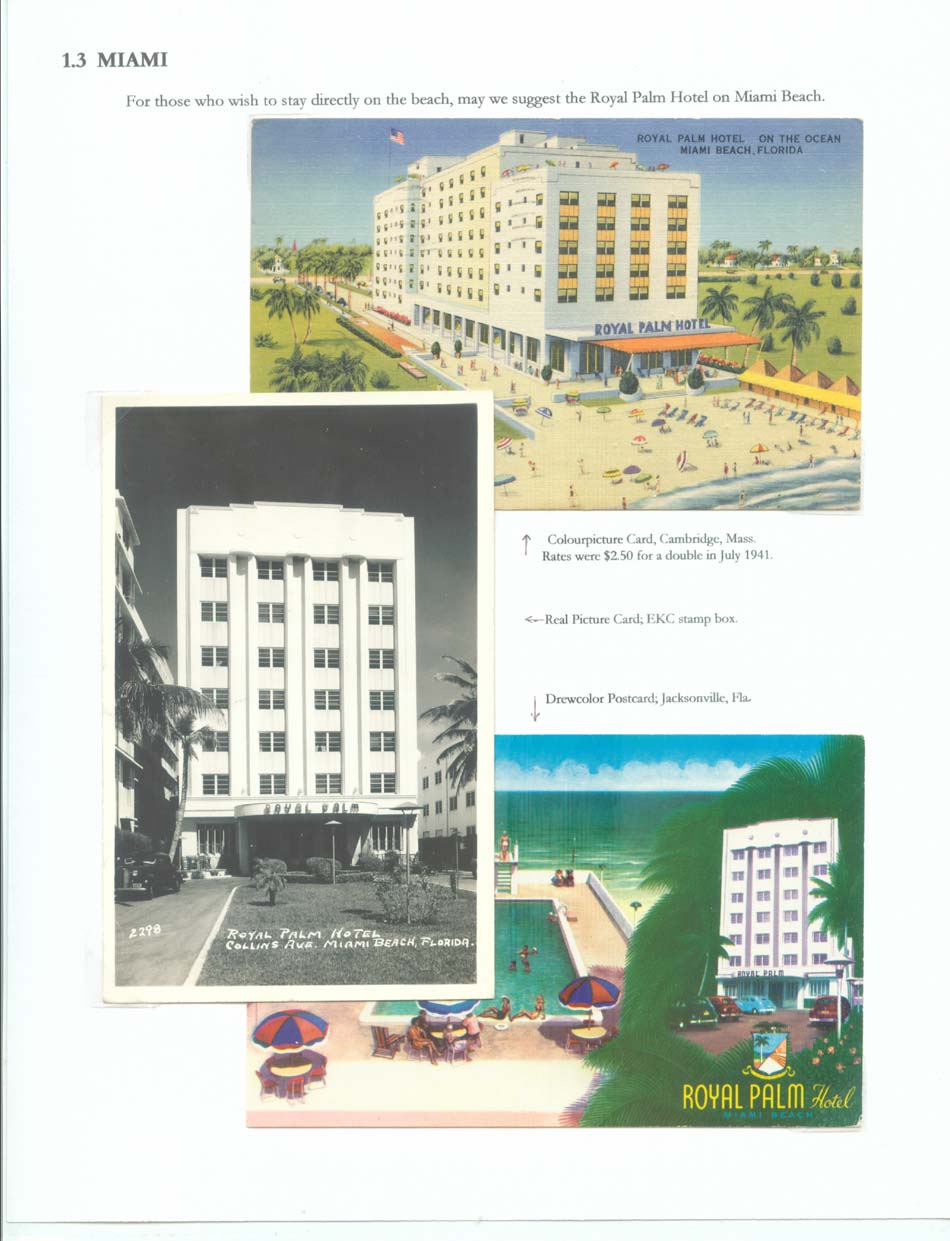 1.3 MIAMI
For those who wish to stay directly on the beach, may we suggest the Royal Palm Hotel on Miami Beach.
ROYAL PALM HOTEL ON THE OCEAN
MIAMI BEACH, FLORIDA
ROYAL PALM HOTEL
↑ Colourpicture Card, Cambridge, Mass.
Rates were $2.50 for a double in July 1941.
← Real Picture Card; EKC stamp box.
↓ Drewcolor Postcard; Jacksonville, Fla.
ROYAL PALM
2298
ROYAL PALM HOTEL
COLLINS AVE. MIAMI BEACH, FLORIDA.
ROYAL PALM
ROYAL PALM Hotel
MIAMI BEACH